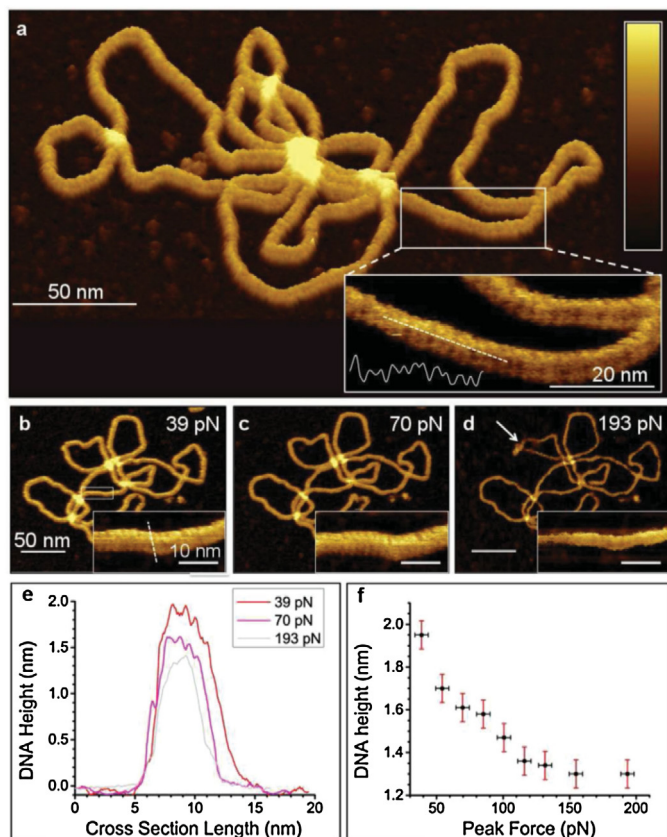 a
50 nm
20 nm
b
39 pN
50 nm
10 nm
c
70 pN
d
193 pN
e
DNA Height (nm)
2.0
1.5
1.0
0.5
0.0
39 pN
70 pN
193 pN
0
5
10
15
20
Cross Section Length (nm)
f
DNA height (nm)
2.0
1.8
1.6
1.4
1.2
50
100
150
200
Peak Force (pN)